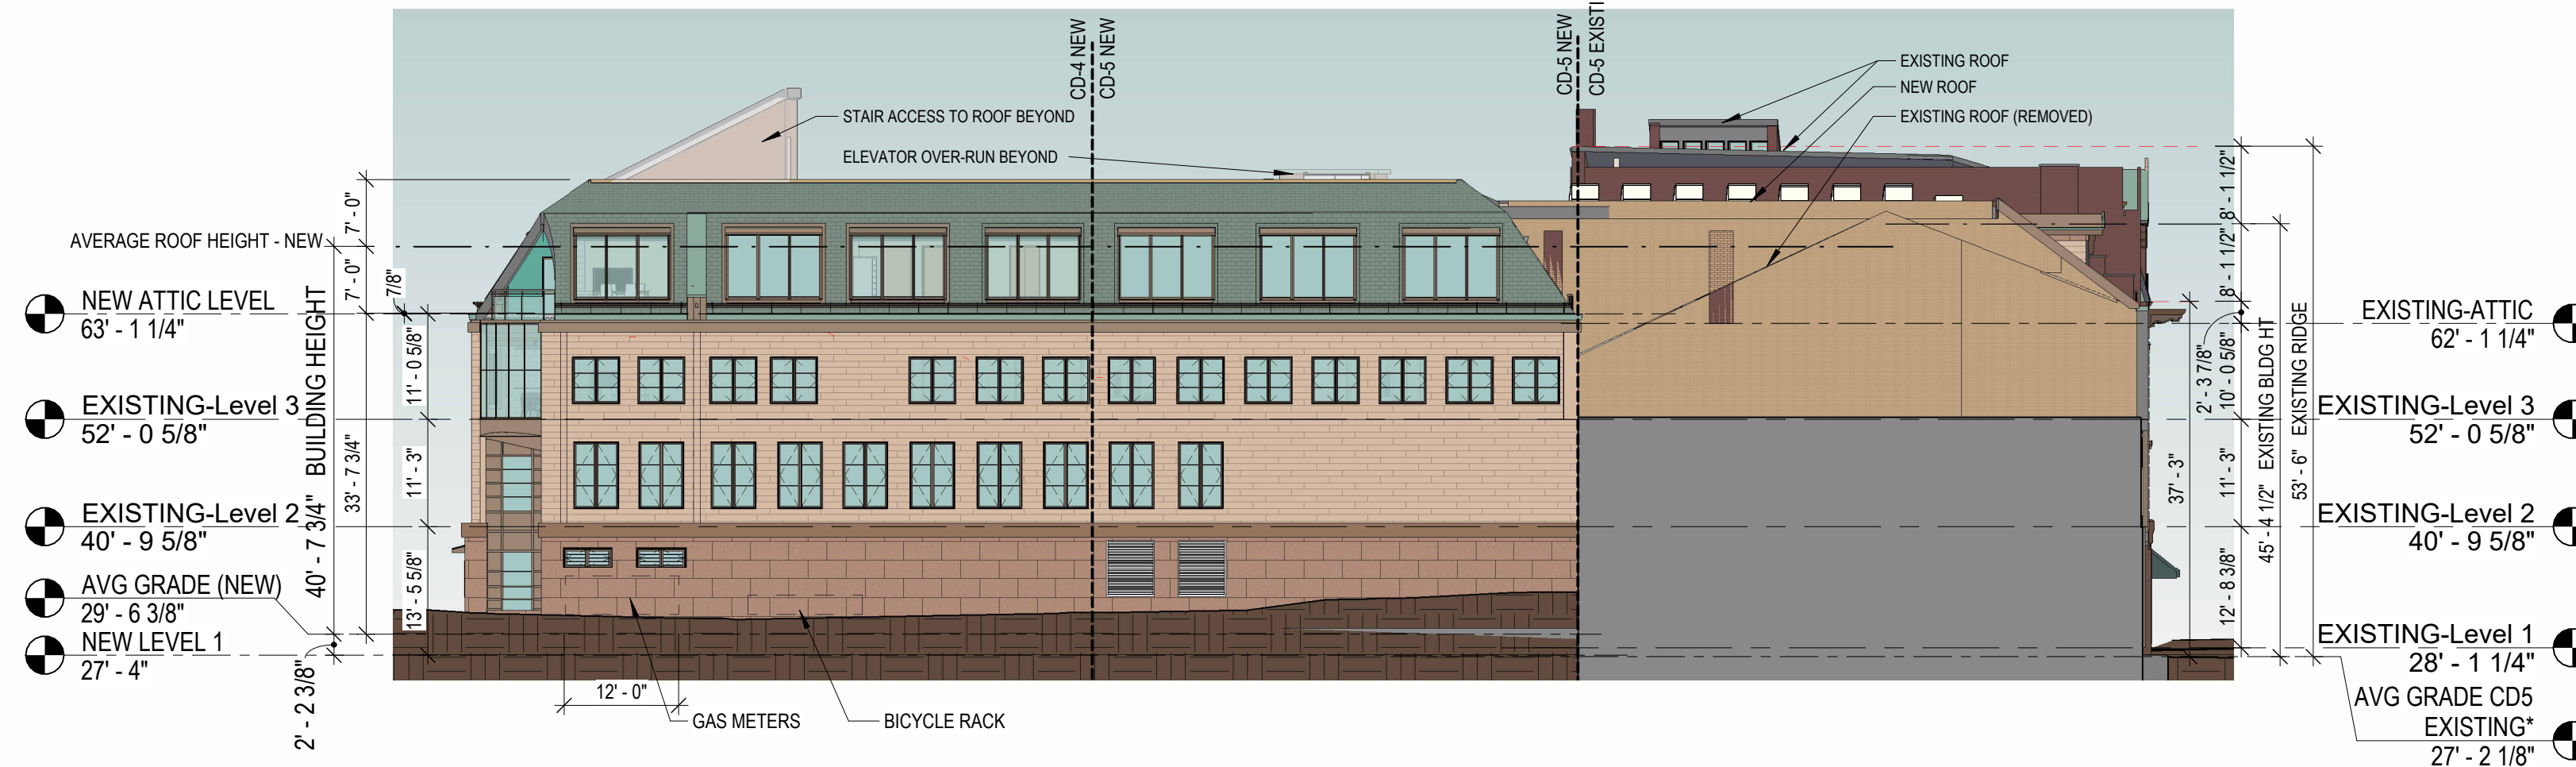 CD-4 NEW
CD-5 NEW
CD-5 NEW
CD-5 EXISTI
EXISTING ROOF
NEW ROOF
EXISTING ROOF (REMOVED)
STAIR ACCESS TO ROOF BEYOND
ELEVATOR OVER-RUN BEYOND
AVERAGE ROOF HEIGHT - NEW
NEW ATTIC LEVEL
63' - 1 1/4"
EXISTING-Level 3
52' - 0 5/8"
EXISTING-Level 2
40' - 9 5/8"
AVG GRADE (NEW)
29' - 6 3/8"
NEW LEVEL 1
27' - 4"
2' - 2 3/8"
40' - 7 3/4" BUILDING HEIGHT
7' - 0"
7' - 0"
33' - 7 3/4"
7/8"
11' - 0 5/8"
11' - 3"
13' - 5 5/8"
12' - 0"
GAS METERS
BICYCLE RACK
8' - 1 1/2"
8' - 1 1/2"
2' - 3 7/8"
10' - 0 5/8"
11' - 3"
12' - 8 3/8"
37' - 3"
45' - 4 1/2" EXISTING BLDG HT
53' - 6" EXISTING RIDGE
EXISTING-ATTIC
62' - 1 1/4"
EXISTING-Level 3
52' - 0 5/8"
EXISTING-Level 2
40' - 9 5/8"
EXISTING-Level 1
28' - 1 1/4"
AVG GRADE CD5
EXISTING*
27' - 2 1/8"